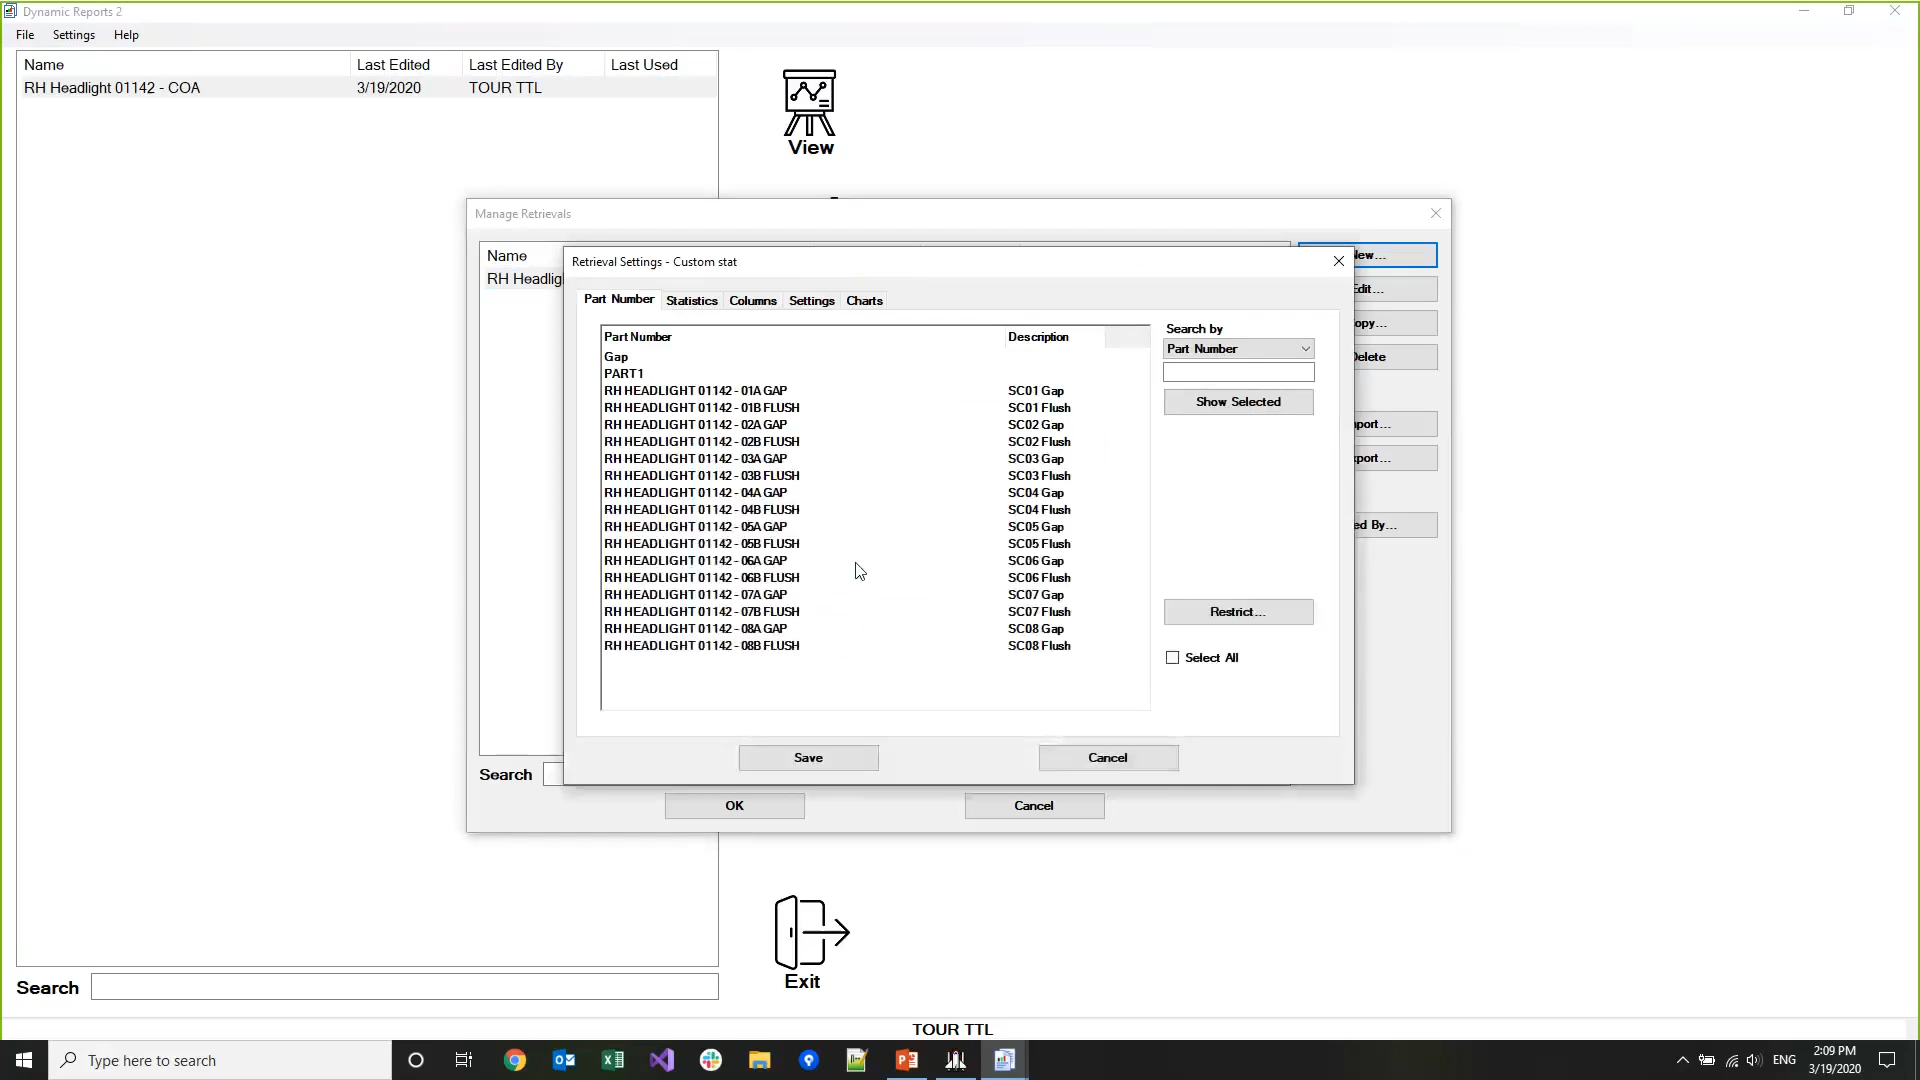 Dynamic Reports 2
File Settings Help
Name Last Edited Last Edited By Last Used
RH Headlight 01142 - COA 3/19/2020 TOUR TTL
View
Manage Retrievals
Name
RH Headlig
New...
Edit...
opy...
Delete
port...
xport...
ed By...
Retrieval Settings - Custom stat
Part Number Statistics Columns Settings Charts
Part Number Description
Gap
PART1
RH HEADLIGHT 01142 - 01A GAP SC01 Gap
RH HEADLIGHT 01142 - 01B FLUSH SC01 Flush
RH HEADLIGHT 01142 - 02A GAP SC02 Gap
RH HEADLIGHT 01142 - 02B FLUSH SC02 Flush
RH HEADLIGHT 01142 - 03A GAP SC03 Gap
RH HEADLIGHT 01142 - 03B FLUSH SC03 Flush
RH HEADLIGHT 01142 - 04A GAP SC04 Gap
RH HEADLIGHT 01142 - 04B FLUSH SC04 Flush
RH HEADLIGHT 01142 - 05A GAP SC05 Gap
RH HEADLIGHT 01142 - 05B FLUSH SC05 Flush
RH HEADLIGHT 01142 - 06A GAP SC06 Gap
RH HEADLIGHT 01142 - 06B FLUSH SC06 Flush
RH HEADLIGHT 01142 - 07A GAP SC07 Gap
RH HEADLIGHT 01142 - 07B FLUSH SC07 Flush
RH HEADLIGHT 01142 - 08A GAP SC08 Gap
RH HEADLIGHT 01142 - 08B FLUSH SC08 Flush
Search by
Part Number
Show Selected
Restrict...
Select All
Save Cancel
Search
OK Cancel
Exit
Search
TOUR TTL
Type here to search
ENG
2:09 PM
3/19/2020